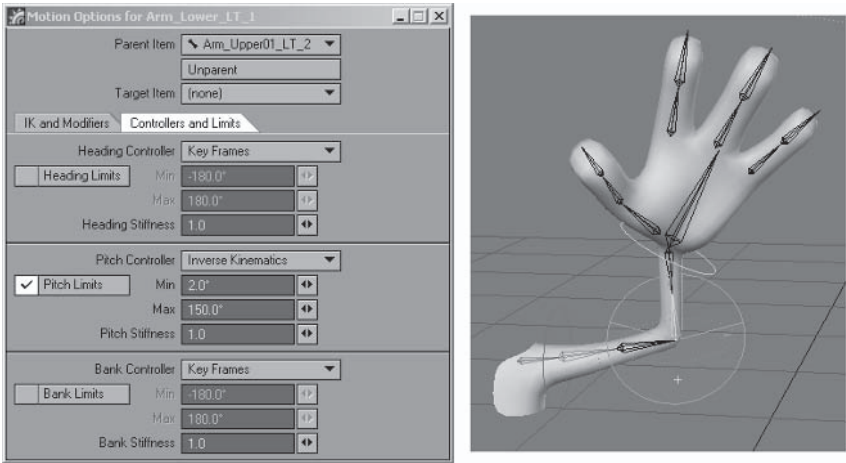 Motion Options for Arm_Lower_LT_1
Parent Item Arm_Upper01_LT_2
Unparent
Target Item (none)
IK and Modifiers Controllers and Limits
Heading Controller Key Frames
Heading Limits Min -180.0°
Max 180.0°
Heading Stiffness 1.0
Pitch Controller Inverse Kinematics
Pitch Limits Min 2.0°
Max 150.0°
Pitch Stiffness 1.0
Bank Controller Key Frames
Bank Limits Min -180.0°
Max 180.0°
Bank Stiffness 1.0